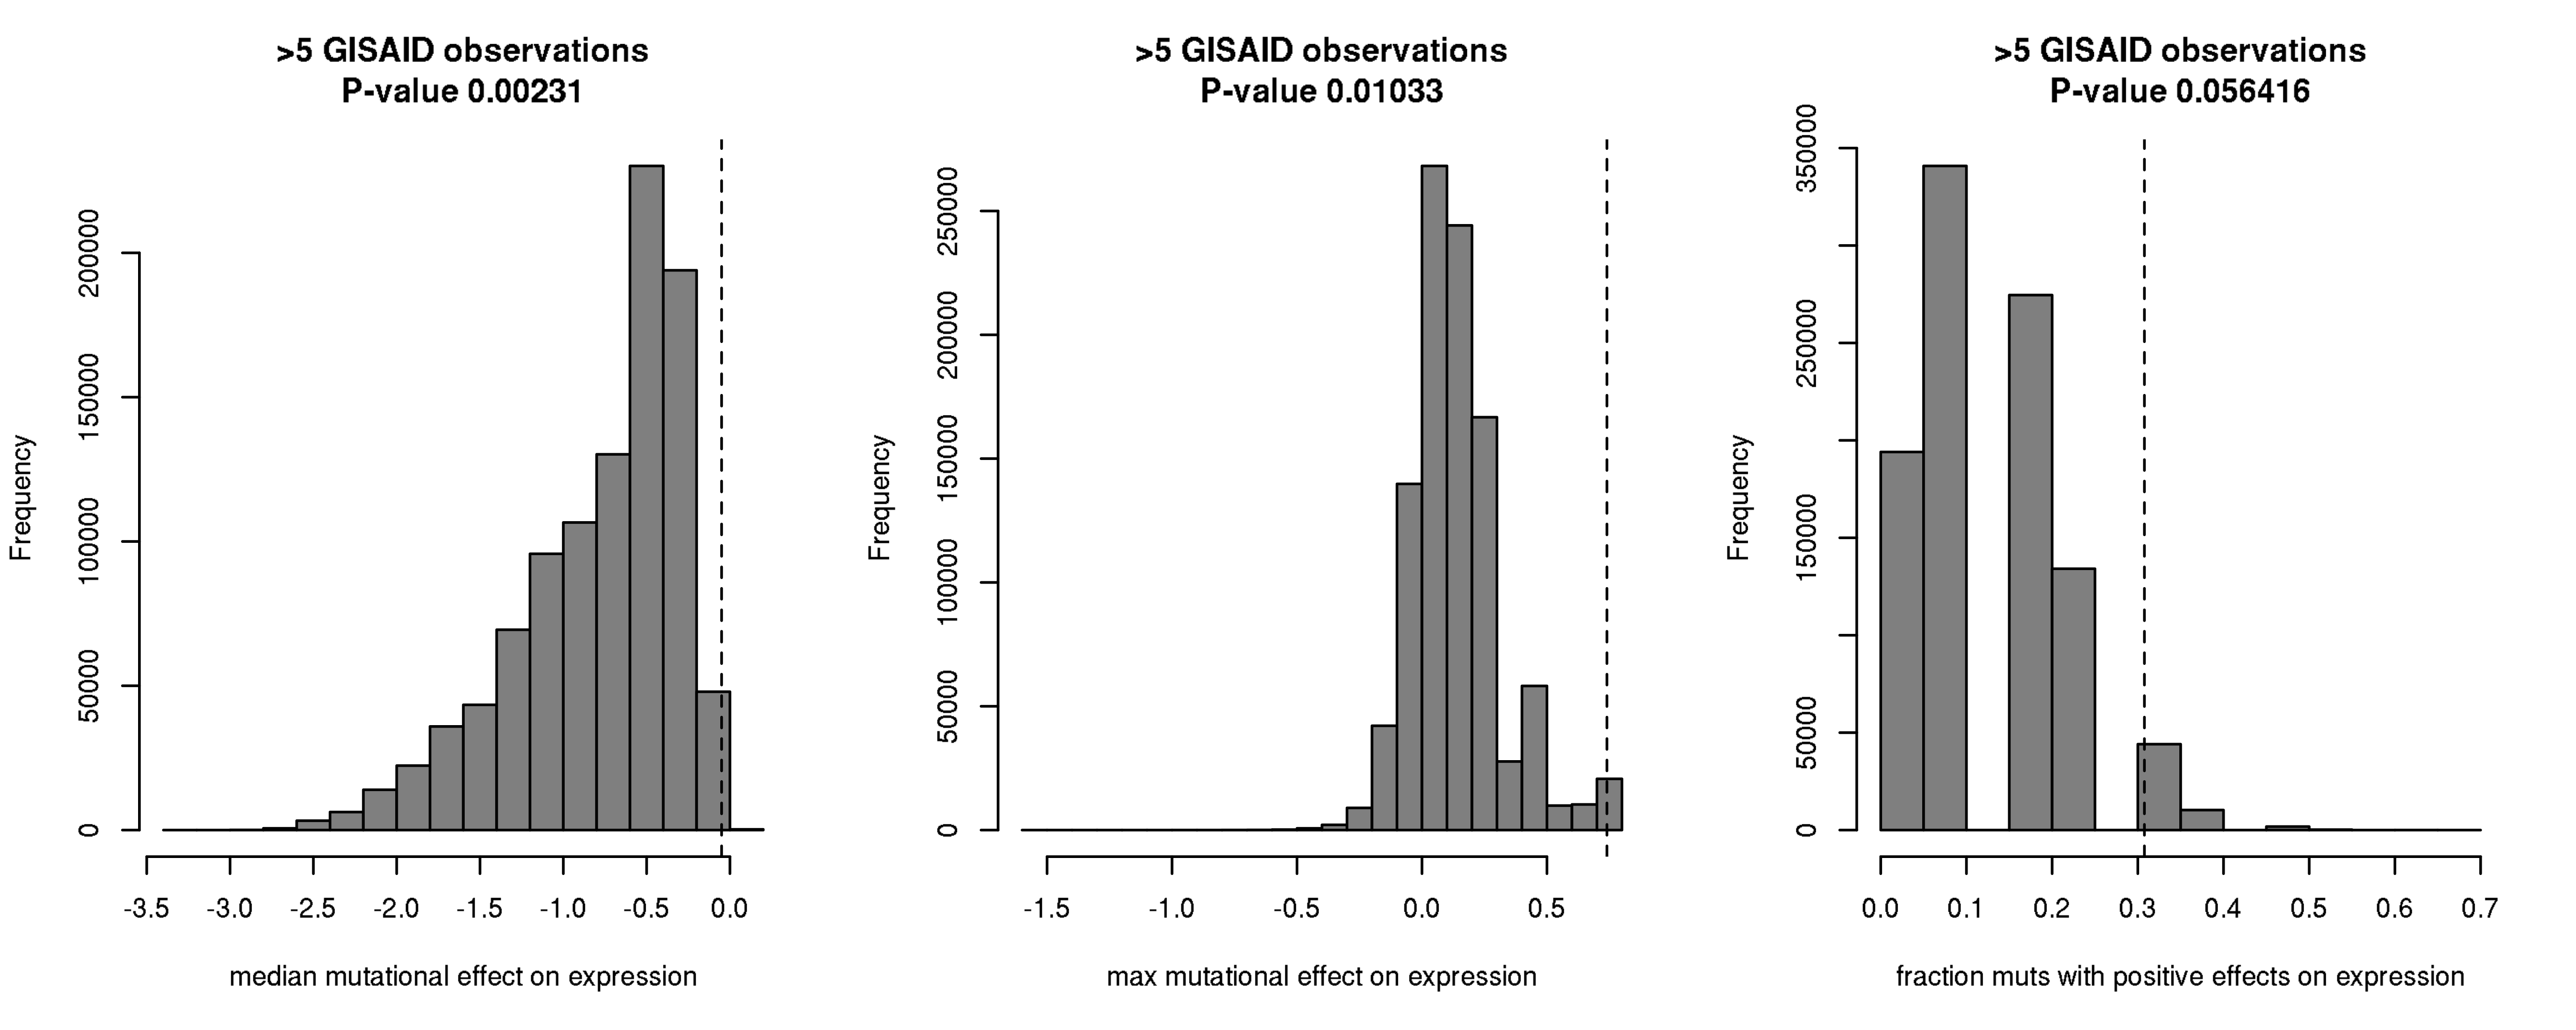 >5 GISAID observations
P-value 0.00231
Frequency
0
50000
100000
150000
200000
-3.5 -3.0 -2.5 -2.0 -1.5 -1.0 -0.5 0.0
median mutational effect on expression
>5 GISAID observations
P-value 0.01033
Frequency
0
50000
100000
150000
200000
250000
-1.5 -1.0 -0.5 0.0 0.5
max mutational effect on expression
>5 GISAID observations
P-value 0.056416
Frequency
0
50000
150000
250000
350000
0.0 0.1 0.2 0.3 0.4 0.5 0.6 0.7
fraction muts with positive effects on expression